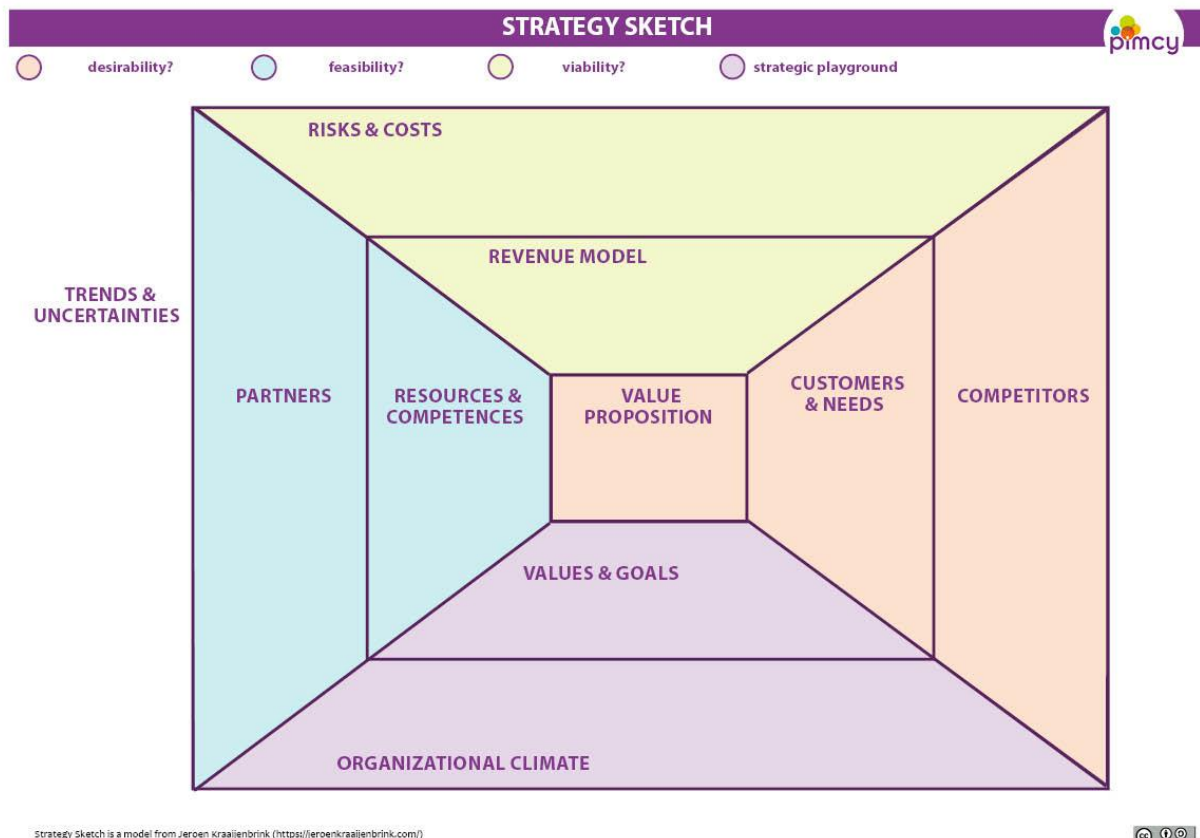 STRATEGY SKETCH
pimcy
desirability?
feasibility?
viability?
strategic playground
RISKS & COSTS
REVENUE MODEL
TRENDS &
UNCERTAINTIES
PARTNERS
RESOURCES &
COMPETENCES
VALUE
PROPOSITION
CUSTOMERS
& NEEDS
COMPETITORS
VALUES & GOALS
ORGANIZATIONAL CLIMATE
Strategy Sketch is a model from Jeroen Kraaijenbrink (https://jeroenkraaijenbrink.com/)
cc